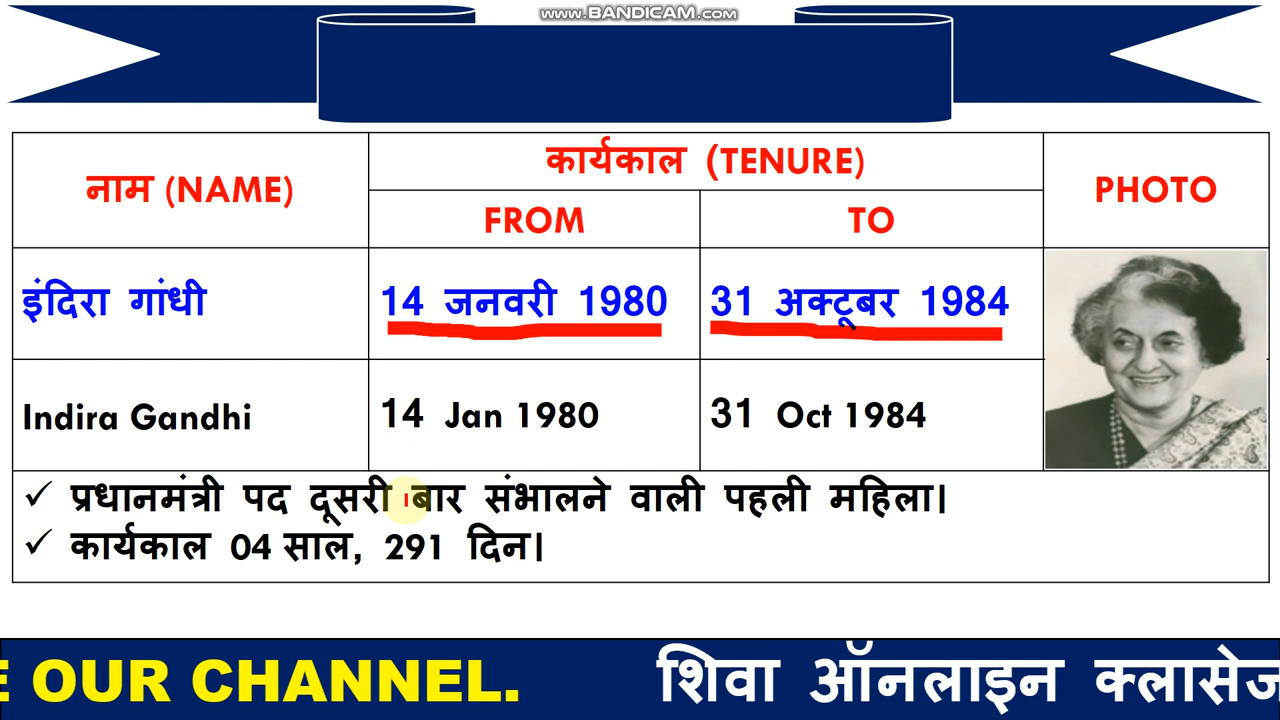 www.BANDICAM.com
नाम (NAME)
कार्यकाल (TENURE)
PHOTO
FROM
TO
इंदिरा गांधी
14 जनवरी 1980
31 अक्टूबर 1984
Indira Gandhi
14 Jan 1980
31 Oct 1984
✓ प्रधानमंत्री पद दूसरी बार संभालने वाली पहली महिला।
✓ कार्यकाल 04 साल, 291 दिन।
E OUR CHANNEL. शिवा ऑनलाइन क्लासेज